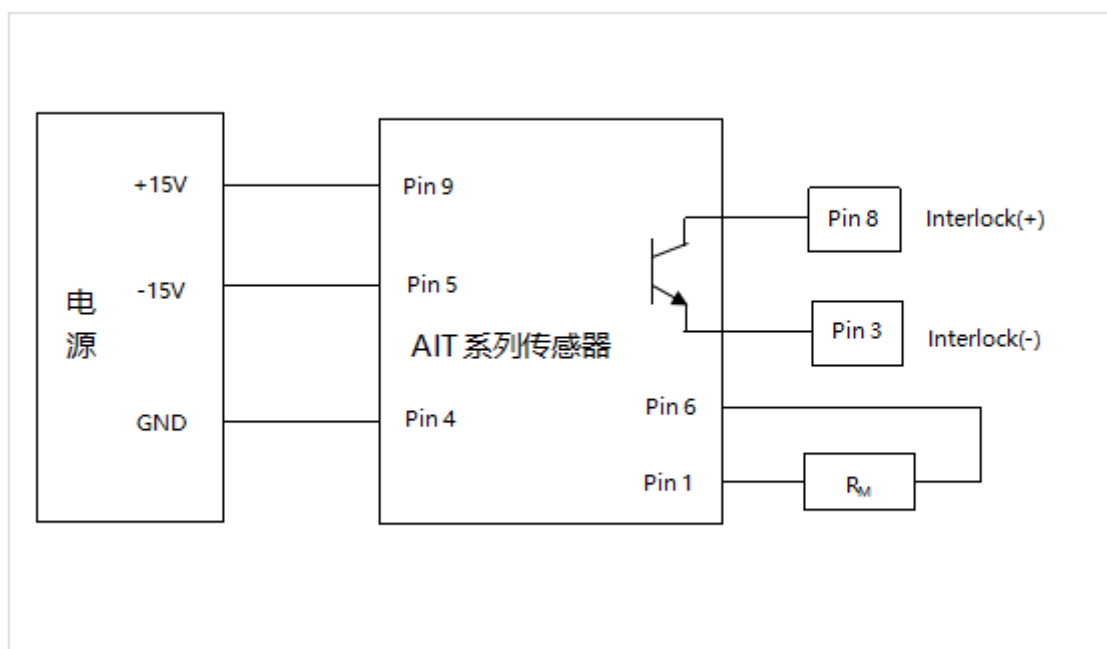 +15V
-15V
电
源
GND
Pin 9
Pin 5
AIT 系列传感器
Pin 4
Pin 8
Interlock(+)
Pin 3
Interlock(-)
Pin 6
Pin 1
RM